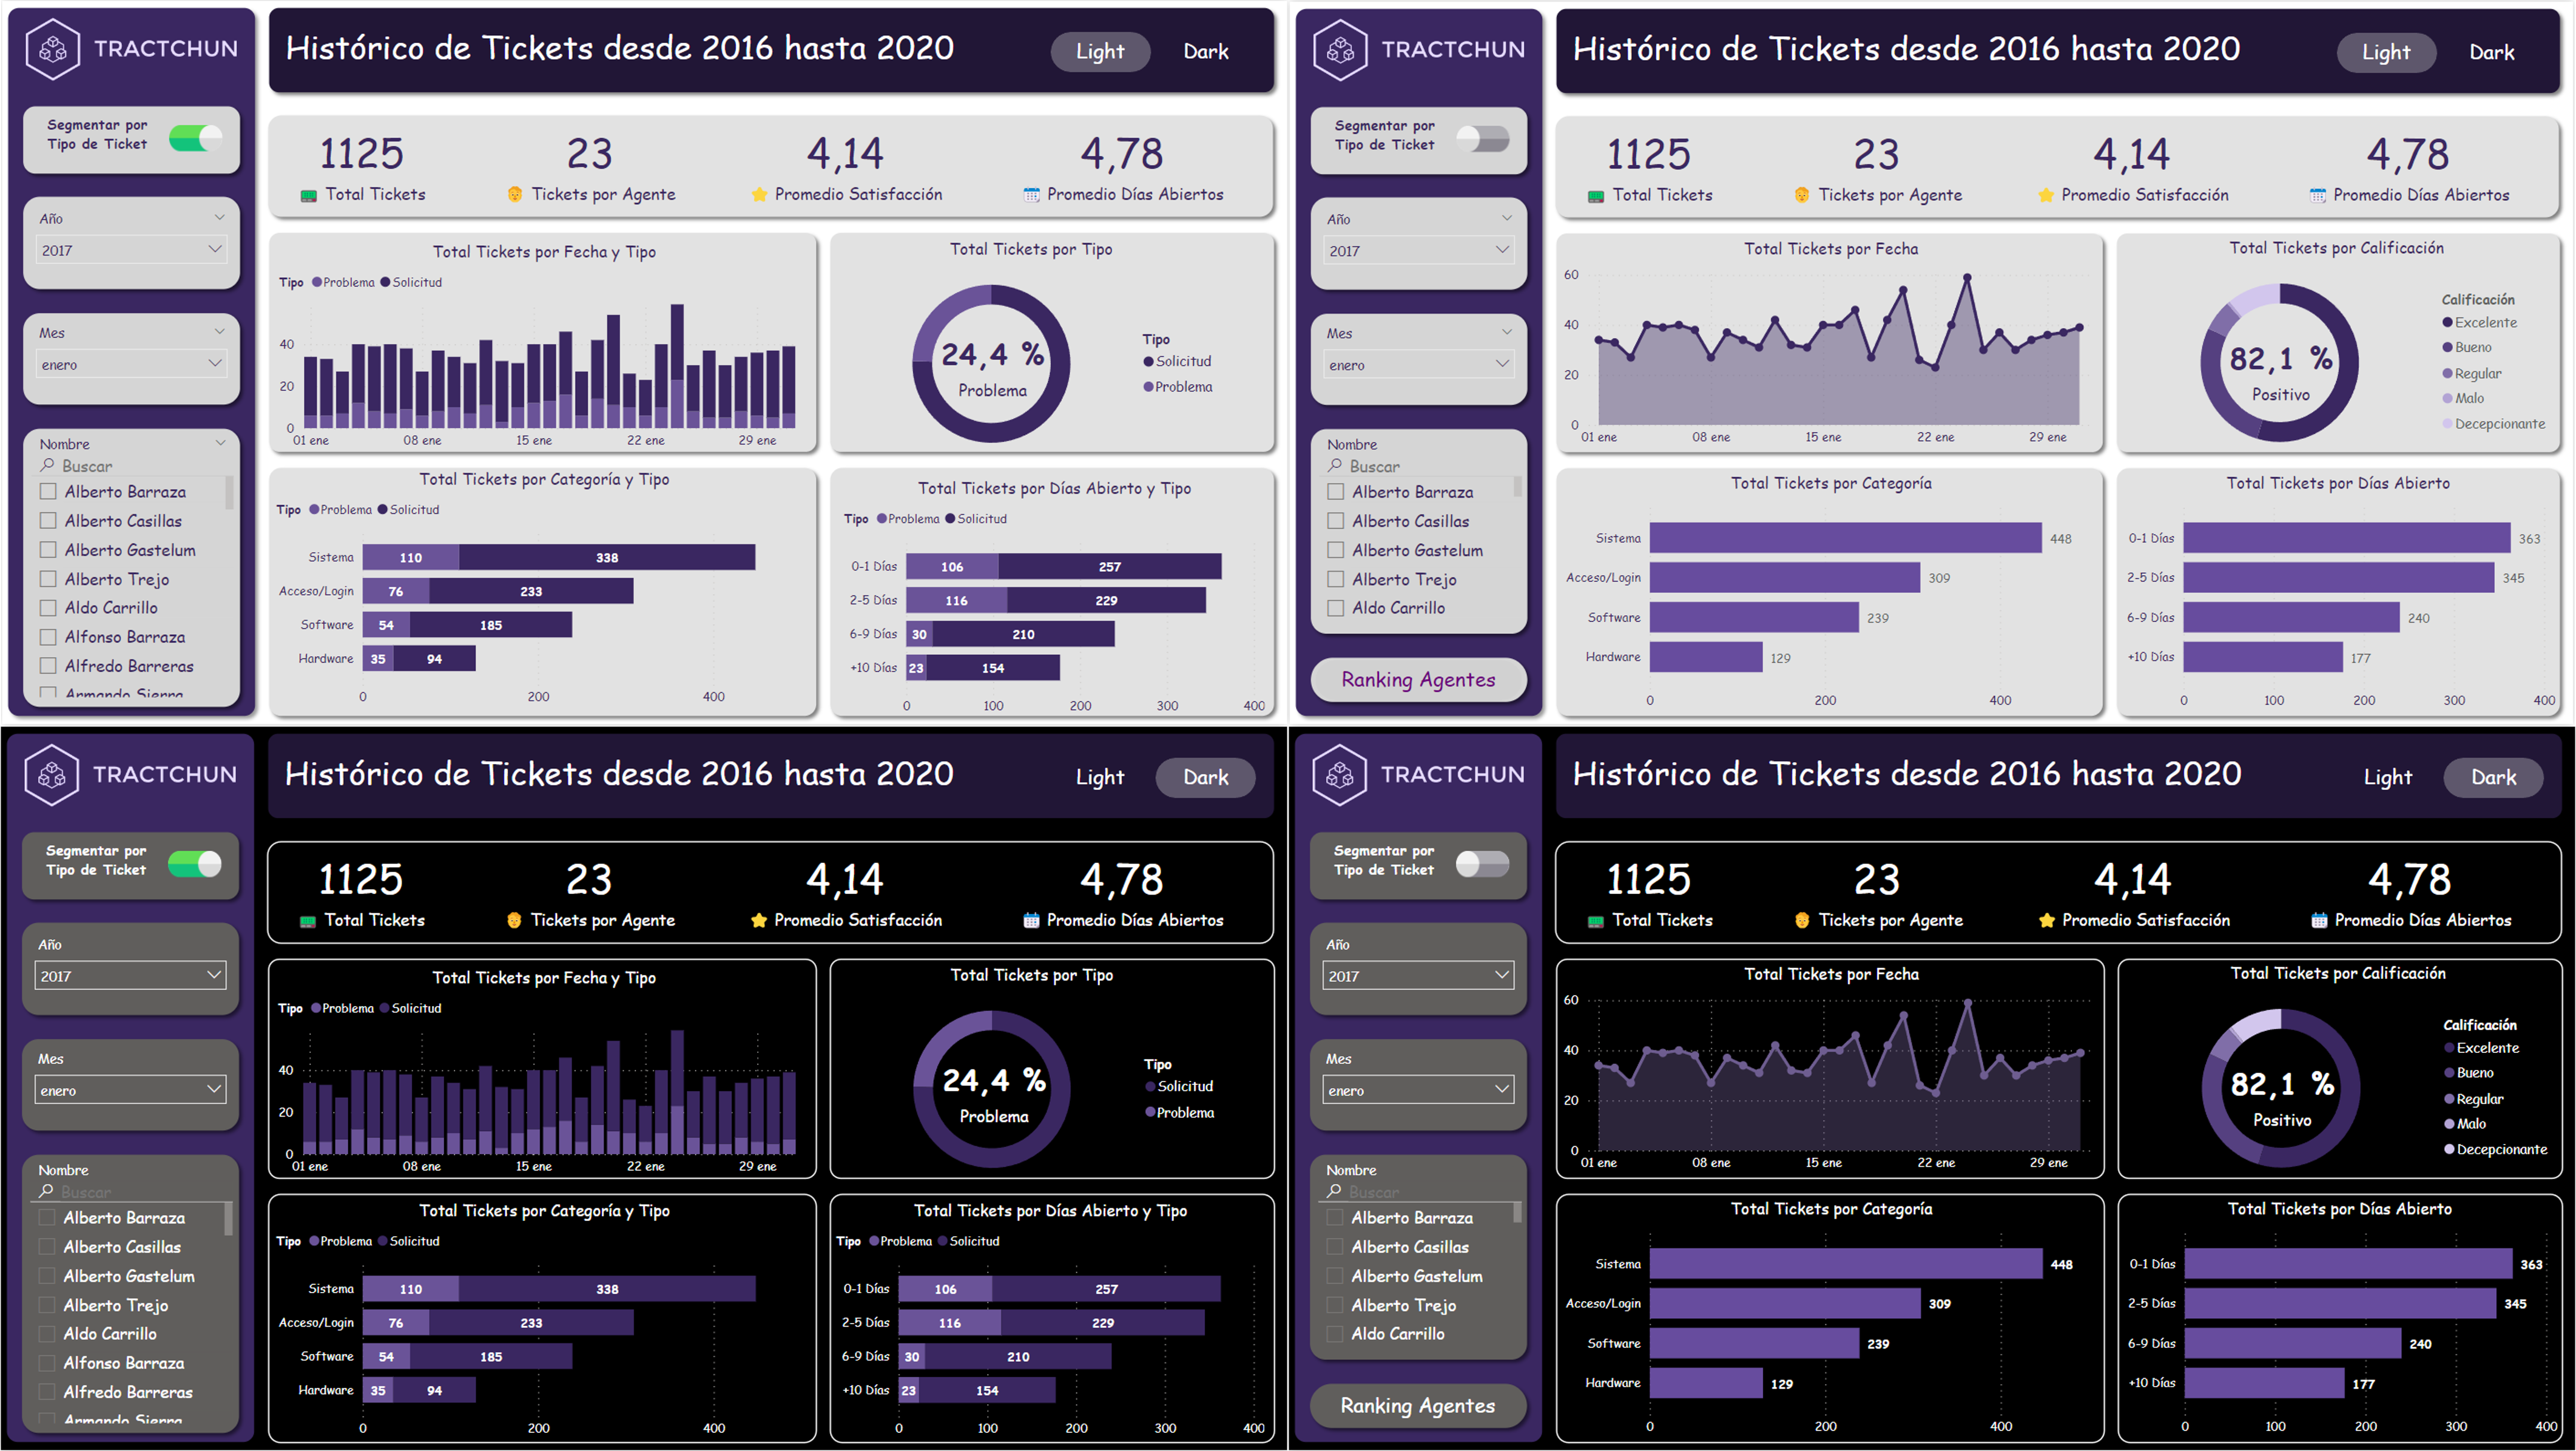 TRACTCHUN
Histórico de Tickets desde 2016 hasta 2020
Light
Dark
Segmentar por
Tipo de Ticket
Año
2017
Mes
enero
Nombre
Buscar
Alberto Barraza
Alberto Casillas
Alberto Gastelum
Alberto Trejo
Aldo Carrillo
Alfonso Barraza
Alfredo Barreras
Armando Sierra
1125
Total Tickets
23
Tickets por Agente
4,14
Promedio Satisfacción
4,78
Promedio Días Abiertos
Total Tickets por Fecha y Tipo
Tipo Problema Solicitud
40
20
0
01 ene 08 ene 15 ene 22 ene 29 ene
Total Tickets por Tipo
24,4 %
Problema
Tipo
Solicitud
Problema
Total Tickets por Categoría y Tipo
Tipo Problema Solicitud
Sistema 110 338
Acceso/Login 76 233
Software 54 185
Hardware 35 94
0 200 400
Total Tickets por Días Abierto y Tipo
Tipo Problema Solicitud
0-1 Días 106 257
2-5 Días 116 229
6-9 Días 30 210
+10 Días 23 154
0 100 200 300 400
TRACTCHUN
Histórico de Tickets desde 2016 hasta 2020
Light
Dark
Segmentar por
Tipo de Ticket
Año
2017
Mes
enero
Nombre
Buscar
Alberto Barraza
Alberto Casillas
Alberto Gastelum
Alberto Trejo
Aldo Carrillo
Ranking Agentes
1125
Total Tickets
23
Tickets por Agente
4,14
Promedio Satisfacción
4,78
Promedio Días Abiertos
Total Tickets por Fecha
60
40
20
0
01 ene 08 ene 15 ene 22 ene 29 ene
Total Tickets por Calificación
82,1 %
Positivo
Calificación
Excelente
Bueno
Regular
Malo
Decepcionante
Total Tickets por Categoría
Sistema 448
Acceso/Login 309
Software 239
Hardware 129
0 200 400
Total Tickets por Días Abierto
0-1 Días 363
2-5 Días 345
6-9 Días 240
+10 Días 177
0 100 200 300 400
TRACTCHUN
Histórico de Tickets desde 2016 hasta 2020
Light
Dark
Segmentar por
Tipo de Ticket
Año
2017
Mes
enero
Nombre
Buscar
Alberto Barraza
Alberto Casillas
Alberto Gastelum
Alberto Trejo
Aldo Carrillo
Alfonso Barraza
Alfredo Barreras
Armando Sierra
1125
Total Tickets
23
Tickets por Agente
4,14
Promedio Satisfacción
4,78
Promedio Días Abiertos
Total Tickets por Fecha y Tipo
Tipo Problema Solicitud
40
20
0
01 ene 08 ene 15 ene 22 ene 29 ene
Total Tickets por Tipo
24,4 %
Problema
Tipo
Solicitud
Problema
Total Tickets por Categoría y Tipo
Tipo Problema Solicitud
Sistema 110 338
Acceso/Login 76 233
Software 54 185
Hardware 35 94
0 200 400
Total Tickets por Días Abierto y Tipo
Tipo Problema Solicitud
0-1 Días 106 257
2-5 Días 116 229
6-9 Días 30 210
+10 Días 23 154
0 100 200 300 400
TRACTCHUN
Histórico de Tickets desde 2016 hasta 2020
Light
Dark
Segmentar por
Tipo de Ticket
Año
2017
Mes
enero
Nombre
Buscar
Alberto Barraza
Alberto Casillas
Alberto Gastelum
Alberto Trejo
Aldo Carrillo
Ranking Agentes
1125
Total Tickets
23
Tickets por Agente
4,14
Promedio Satisfacción
4,78
Promedio Días Abiertos
Total Tickets por Fecha
60
40
20
0
01 ene 08 ene 15 ene 22 ene 29 ene
Total Tickets por Calificación
82,1 %
Positivo
Calificación
Excelente
Bueno
Regular
Malo
Decepcionante
Total Tickets por Categoría
Sistema 448
Acceso/Login 309
Software 239
Hardware 129
0 200 400
Total Tickets por Días Abierto
0-1 Días 363
2-5 Días 345
6-9 Días 240
+10 Días 177
0 100 200 300 400